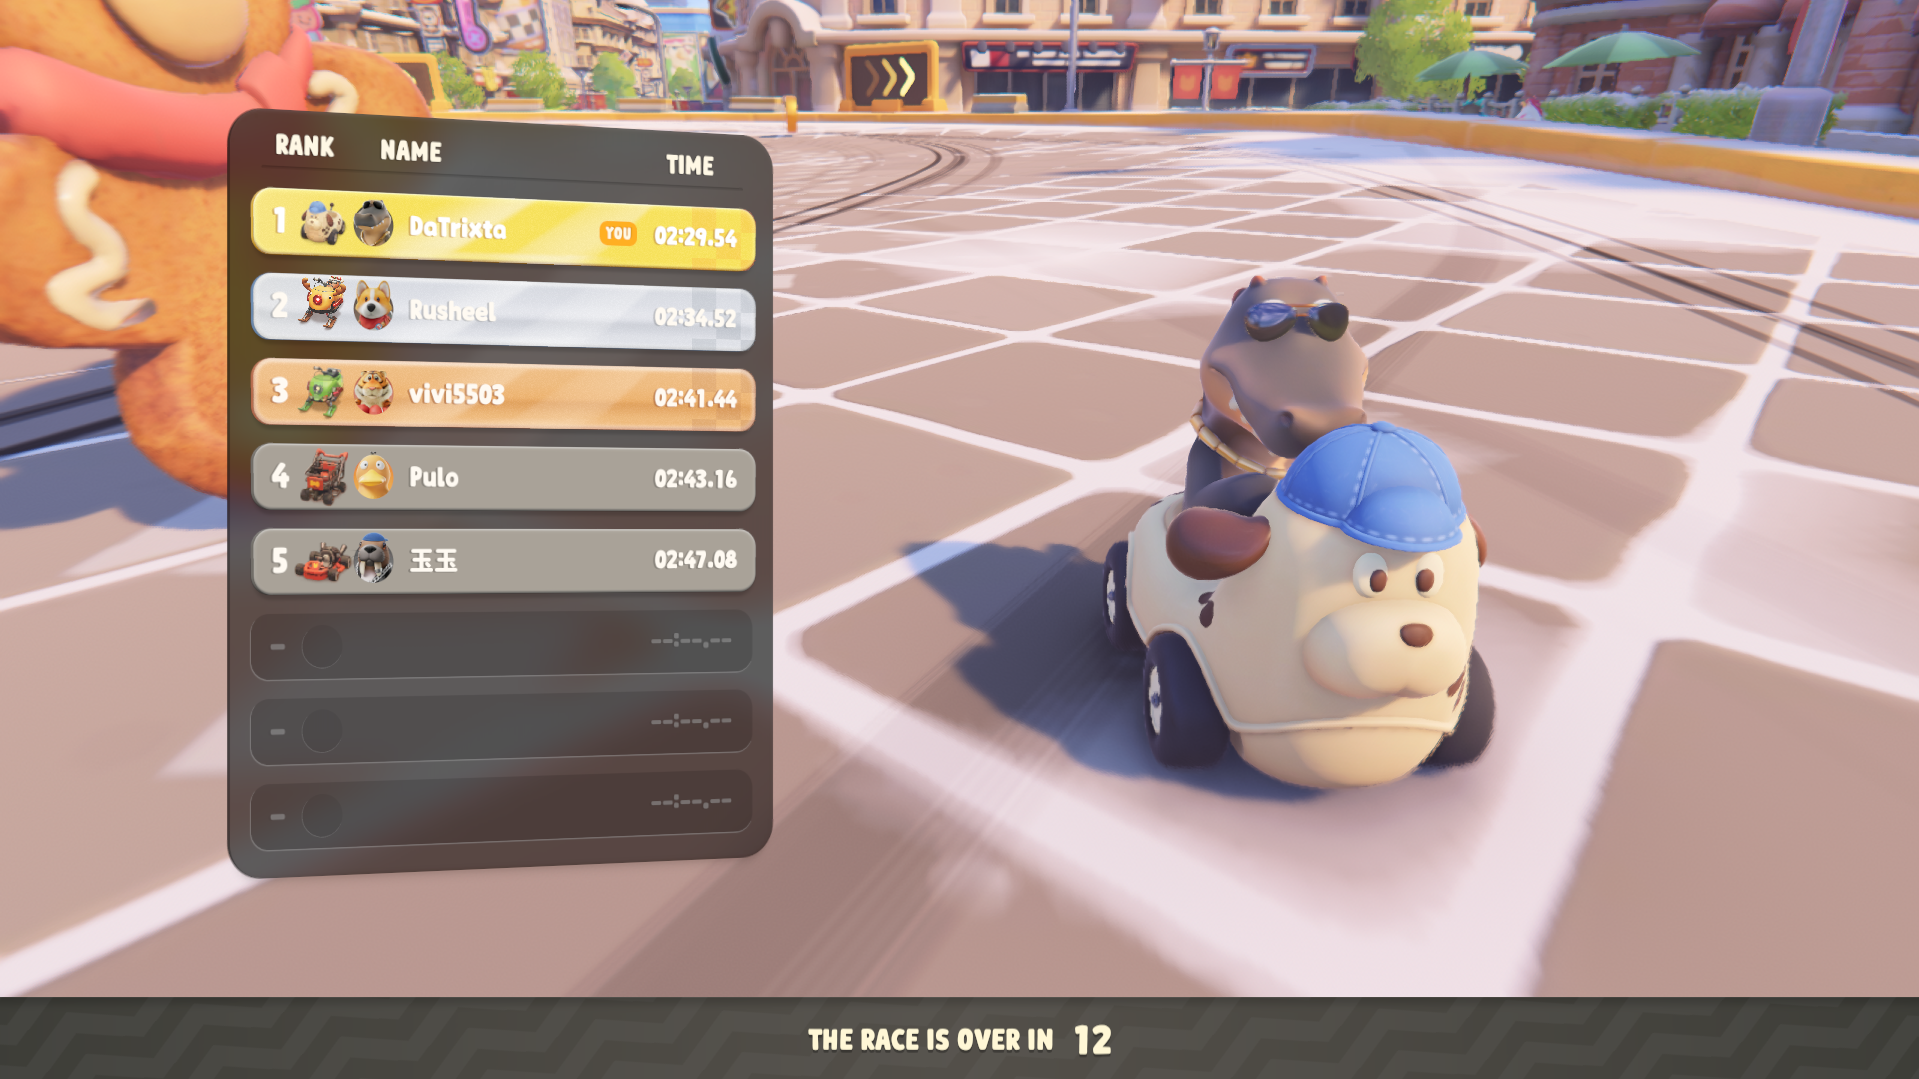 RANK NAME TIME
1 DaTrixta YOU 02:29.54
2 Rusheel 02:34.52
3 vivi5503 02:41.44
4 Pulo 02:43.16
5 玉玉 02:47.08
- --:--.--
- --:--.--
- --:--.--
THE RACE IS OVER IN 12